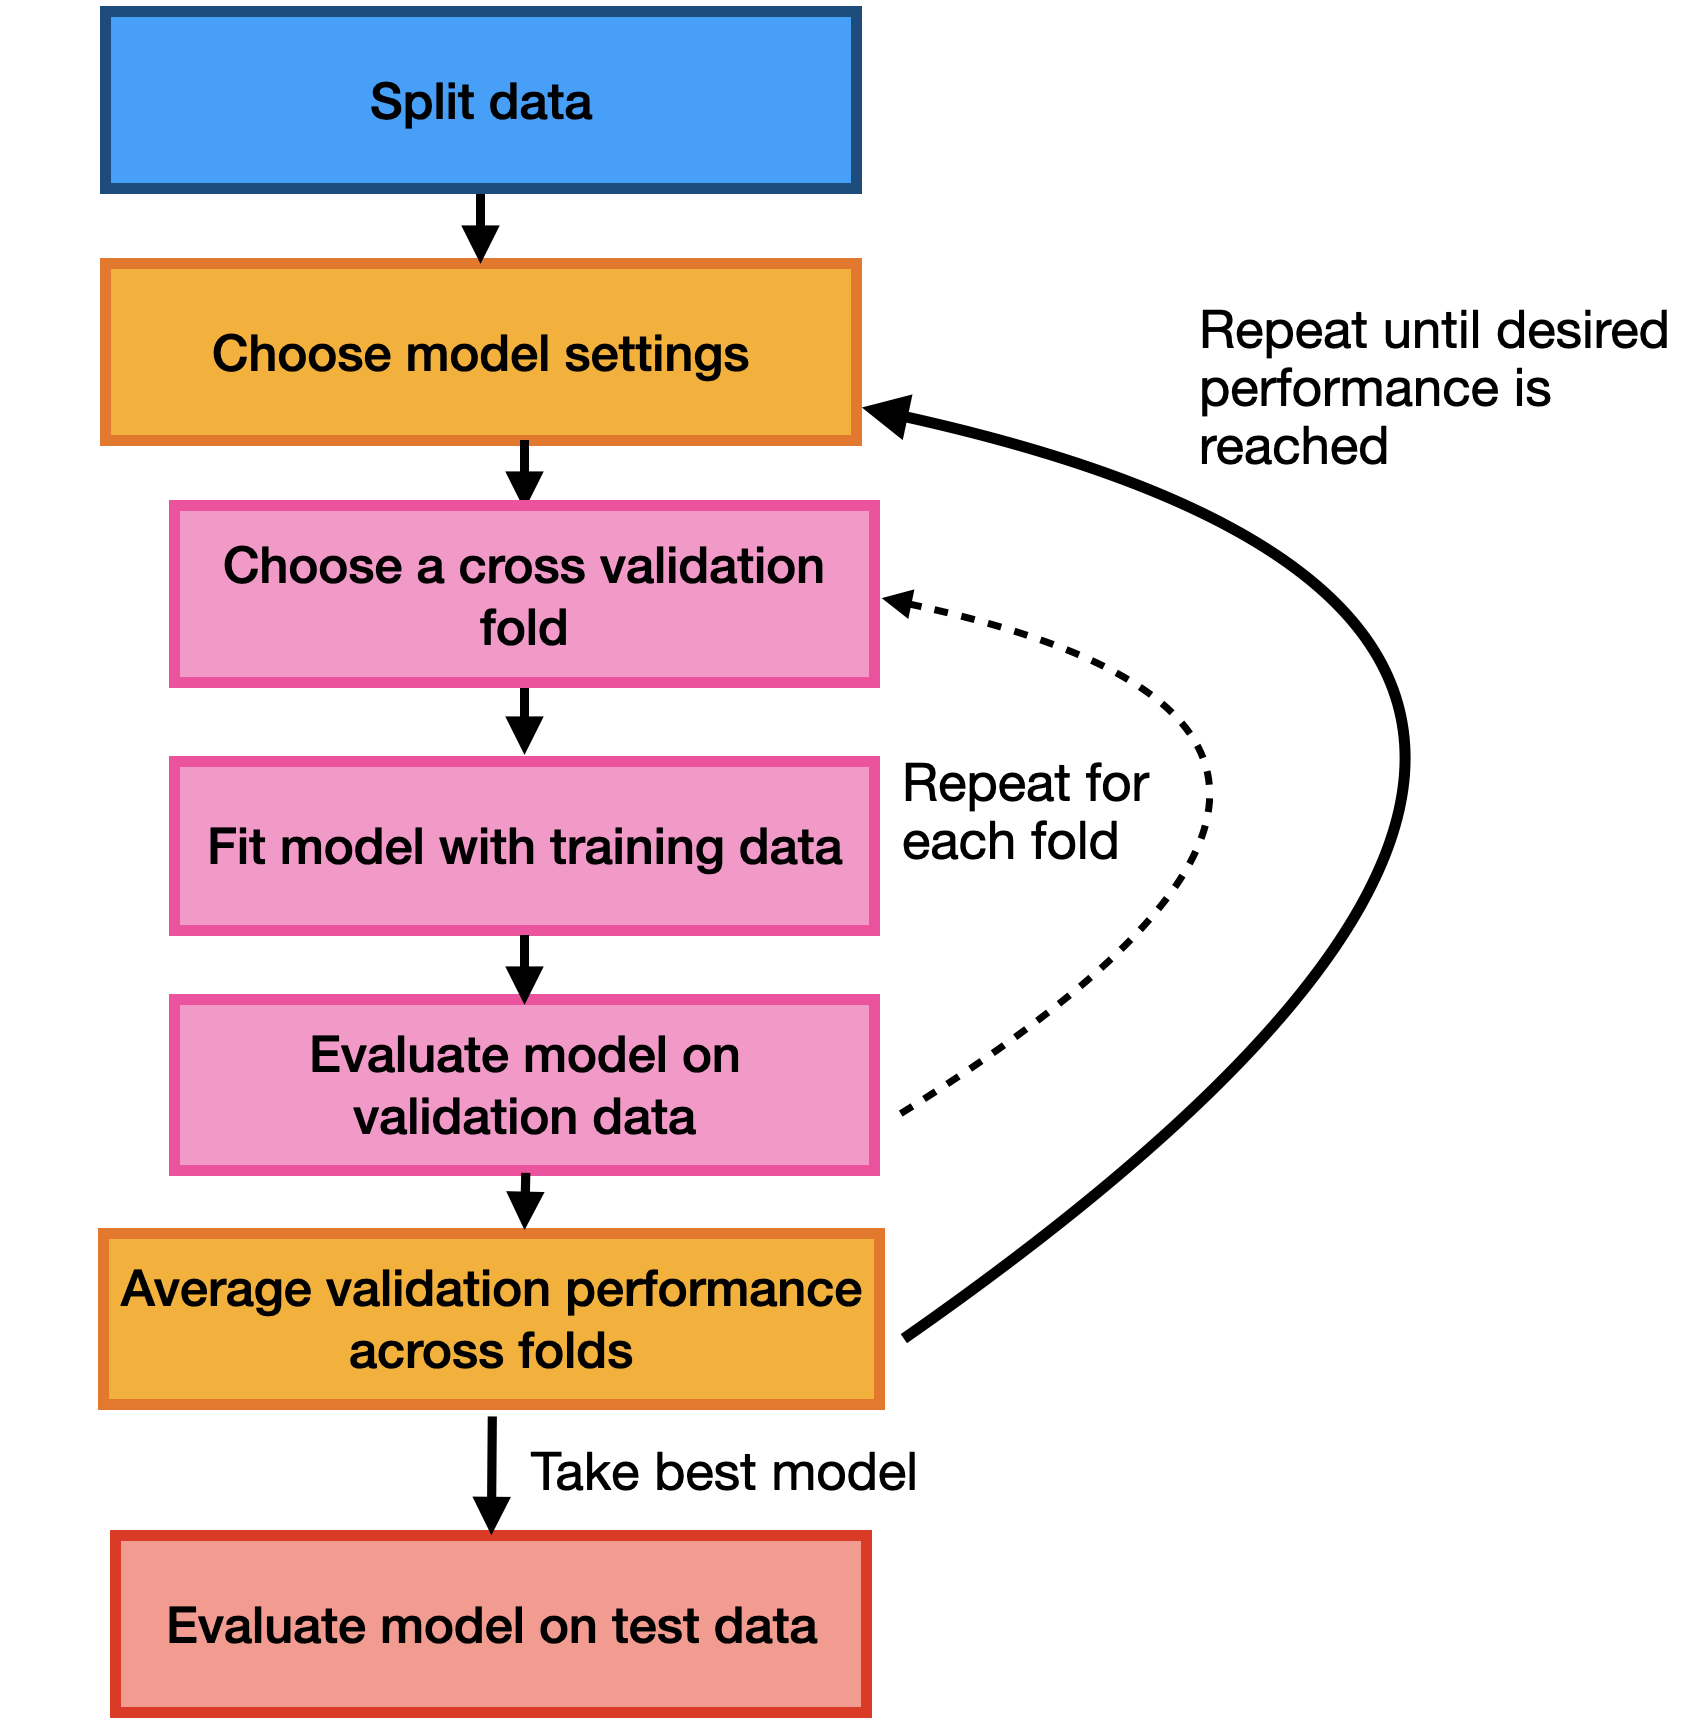 Split data
Choose model settings
Repeat until desired
performance is
reached
Choose a cross validation
fold
Repeat for
each fold
Fit model with training data
Evaluate model on
validation data
Average validation performance
across folds
Take best model
Evaluate model on test data